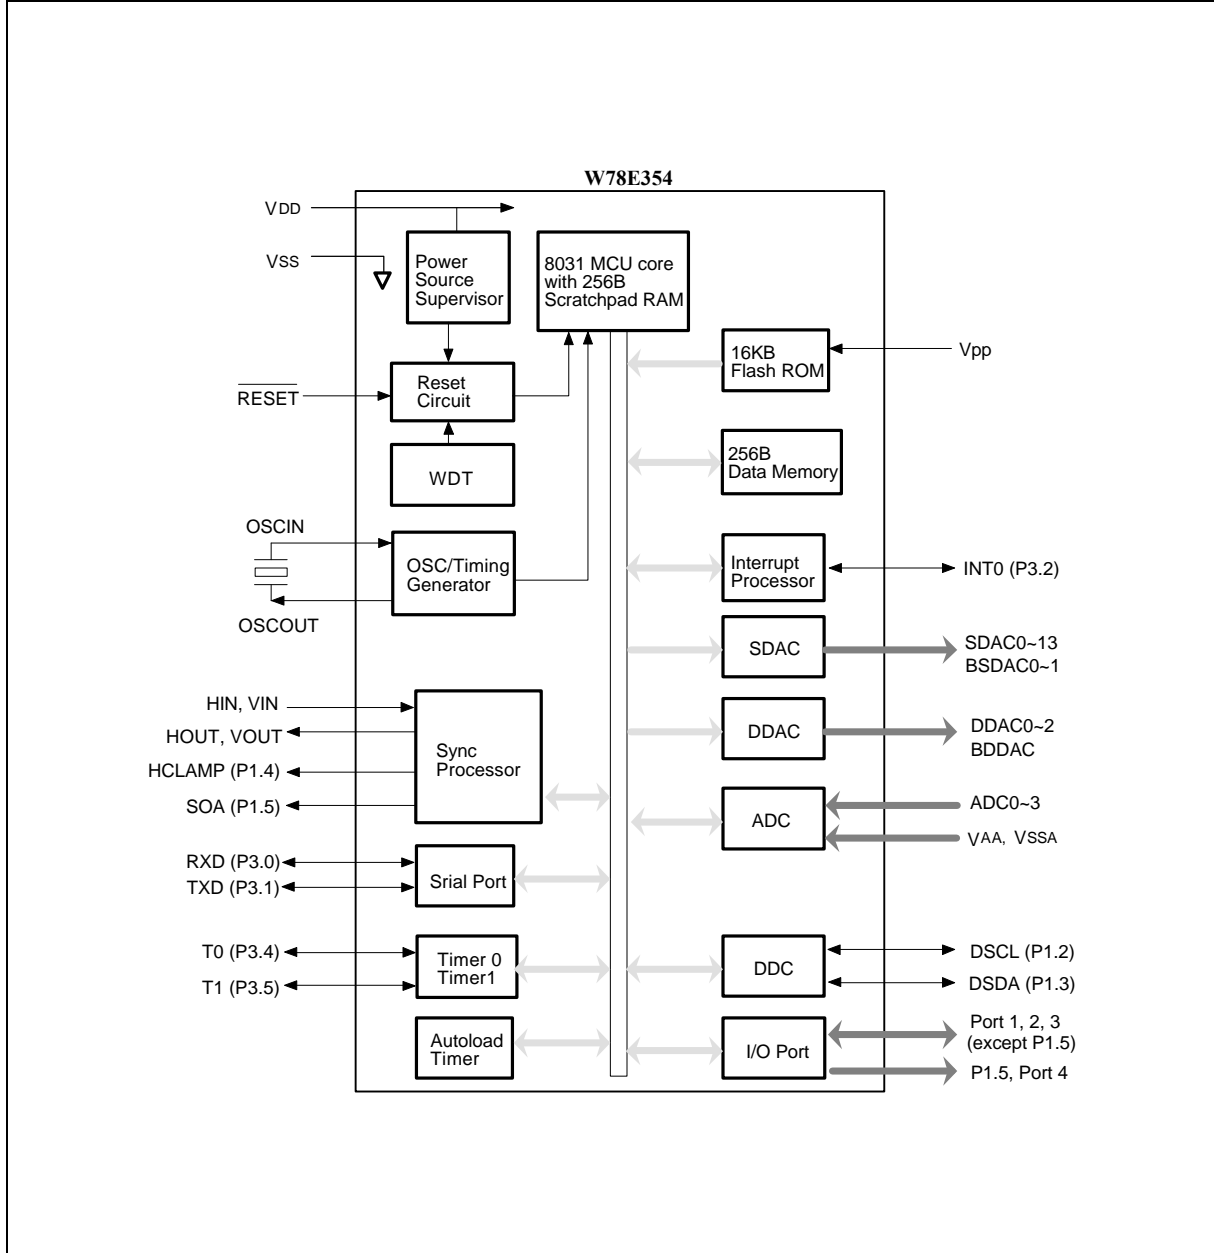 W78E354
VDD
VSS
Power
Source
Supervisor
8031 MCU core
with 256B
Scratchpad RAM
16KB
Flash ROM
Vpp
RESET
Reset
Circuit
WDT
256B
Data Memory
OSCIN
OSCOUT
OSC/Timing
Generator
Interrupt
Processor
INT0 (P3.2)
SDAC
SDAC0~13
BSDAC0~1
HIN, VIN
HOUT, VOUT
HCLAMP (P1.4)
SOA (P1.5)
Sync
Processor
DDAC
DDAC0~2
BDDAC
ADC
ADC0~3
VAA, VSSA
RXD (P3.0)
TXD (P3.1)
Srial Port
T0 (P3.4)
T1 (P3.5)
Timer 0
Timer1
DDC
DSCL (P1.2)
DSDA (P1.3)
Autoload
Timer
I/O Port
Port 1, 2, 3
(except P1.5)
P1.5, Port 4